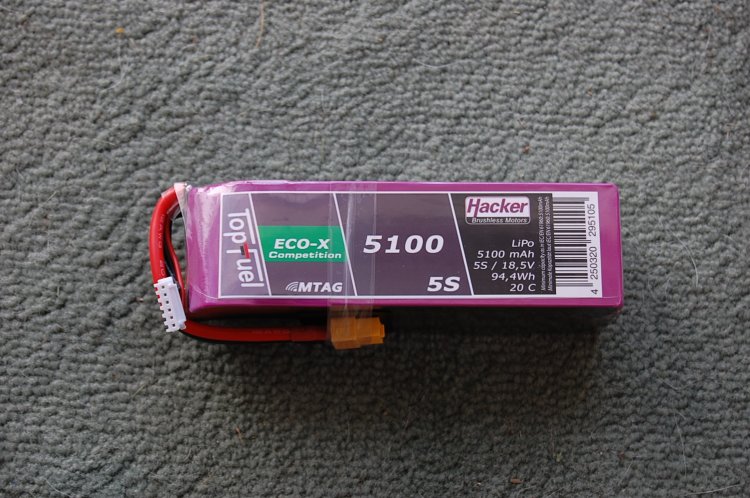 Top Fuel
ECO-X
Competition
MTAG
5100
5S
Hacker
Brushless Motors
LiPo
5100 mAh
5S / 18,5V
94,4Wh
20 C
4 250320 295105